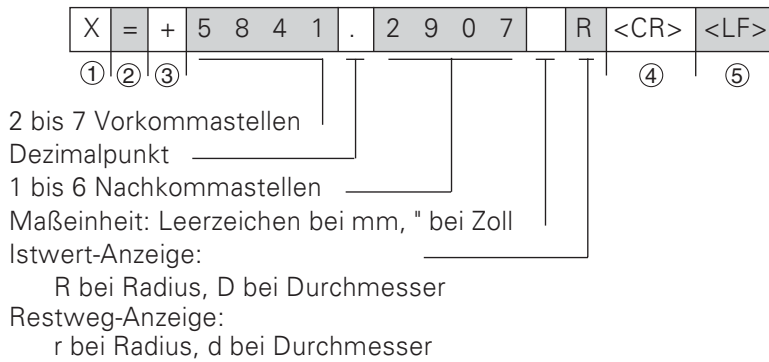 X = + 5 8 4 1 . 2 9 0 7 R <CR> <LF>
① ② ③ ④ ⑤
2 bis 7 Vorkommastellen
Dezimalpunkt
1 bis 6 Nachkommastellen
Maßeinheit: Leerzeichen bei mm, " bei Zoll
Istwert-Anzeige:
R bei Radius, D bei Durchmesser
Restweg-Anzeige:
r bei Radius, d bei Durchmesser